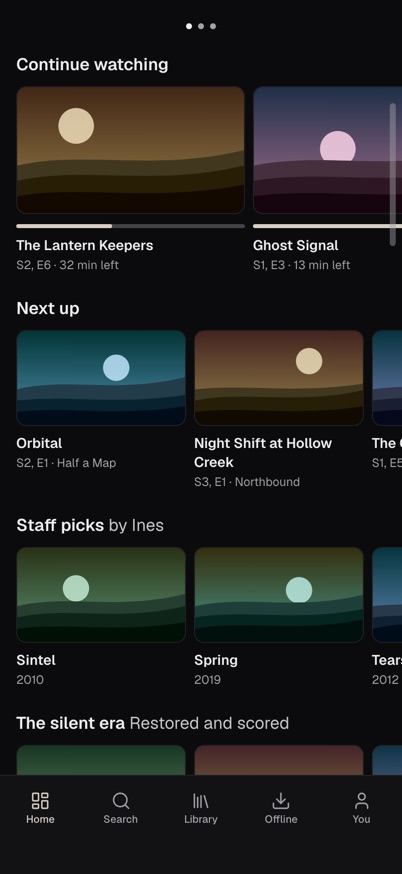 Continue watching
The Lantern Keepers
Ghost Signal
S2, E6 · 32 min left
S1, E3 · 13 min left
Next up
Orbital
Night Shift at Hollow
Creek
The
S2, E1 · Half a Map
S3, E1 · Northbound
S1, E5
Staff picks by Ines
Sintel
Spring
Tears
2010
2019
2012
The silent era Restored and scored
Home
Search
Library
Offline
You